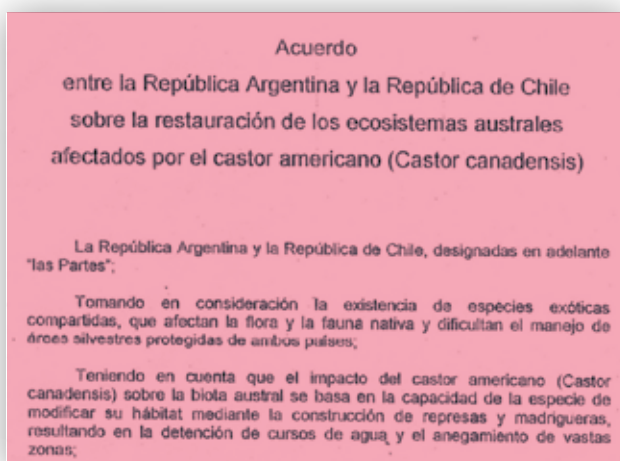 Acuerdo
entre la República Argentina y la República de Chile
sobre la restauración de los ecosistemas australes
afectados por el castor americano (Castor canadensis)
La República Argentina y la República de Chile, designadas en adelante
"las Partes";
Tomando en consideración la existencia de especies exóticas
compartidas, que afectan la flora y la fauna nativa y dificultan el manejo de
áreas silvestres protegidas de ambos países;
Teniendo en cuenta que el impacto del castor americano (Castor
canadensis) sobre la biota austral se basa en la capacidad de la especie de
modificar su hábitat mediante la construcción de represas y madrigueras,
resultando en la detención de cursos de agua y el anegamiento de vastas
zonas;